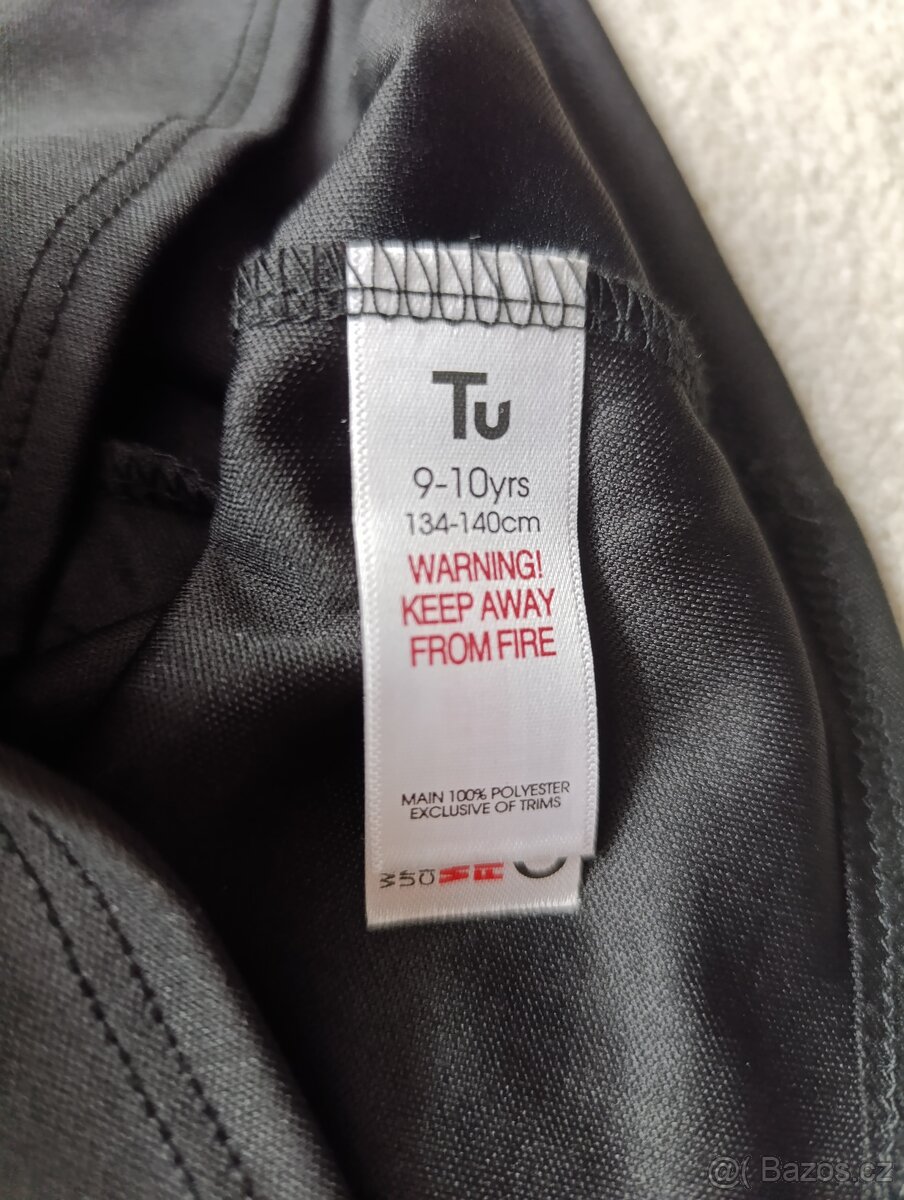 Tu
9-10yrs
134-140cm
WARNING!
KEEP AWAY
FROM FIRE
MAIN 100% POLYESTER
EXCLUSIVE OF TRIMS
Bazos.cz